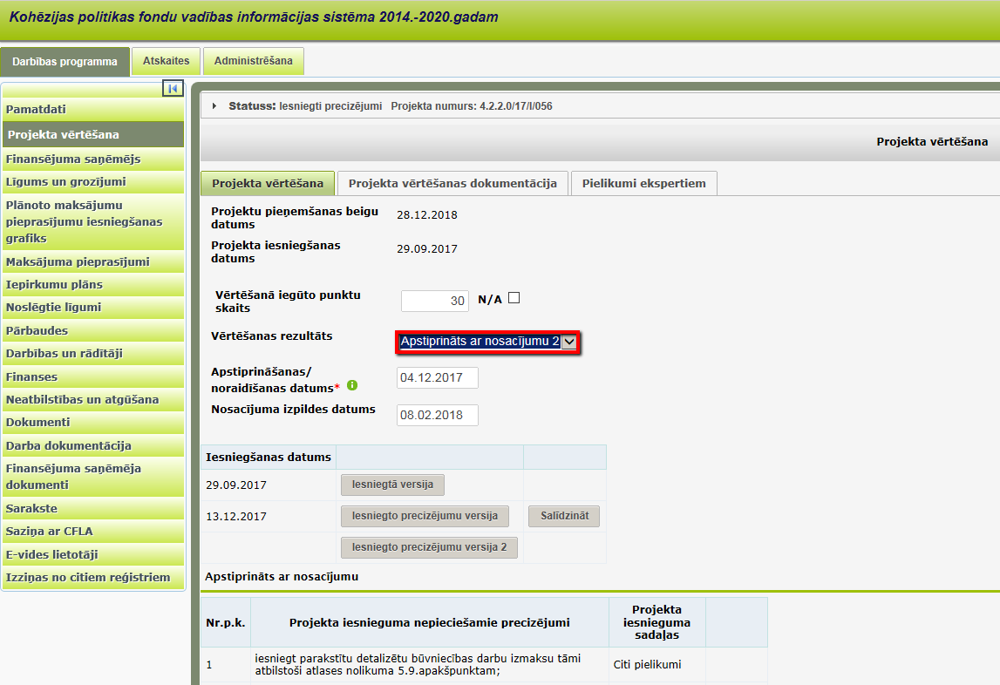 Kohēzijas politikas fondu vadības informācijas sistēma 2014.-2020.gadam
Darbības programma
Atskaites
Administrēšana
Pamatdati
Projekta vērtēšana
Finansējuma saņēmējs
Līgums un grozījumi
Plānoto maksājumu
pieprasījumu iesniegšanas
grafiks
Maksājuma pieprasījumi
Iepirkumu plāns
Noslēgtie līgumi
Pārbaudes
Darbības un rādītāji
Finanses
Neatbilstības un atgūšana
Dokumenti
Darba dokumentācija
Finansējuma saņēmēja
dokumenti
Sarakste
Saziņa ar CFLA
E-vides lietotāji
Izziņas no citiem reģistriem
Statuss: Iesniegti precizējumi Projekta numurs: 4.2.2.0/17/I/056
Projekta vērtēšana
Projekta vērtēšana
Projekta vērtēšanas dokumentācija
Pielikumi ekspertiem
Projektu pieņemšanas beigu
datums
28.12.2018
Projekta iesniegšanas
datums
29.09.2017
Vērtēšanā iegūto punktu
skaits
30 N/A
Vērtēšanas rezultāts
Apstiprināts ar nosacījumu 2
Apstiprināšanas/
noraidīšanas datums*
04.12.2017
Nosacījuma izpildes datums
08.02.2018
Iesniegšanas datums
29.09.2017 Iesniegtā versija
13.12.2017 Iesniegto precizējumu versija Salīdzināt
Iesniegto precizējumu versija 2
Apstiprināts ar nosacījumu
Nr.p.k.
Projekta iesnieguma nepieciešamie precizējumi
Projekta
iesnieguma
sadaļas
1
iesniegt parakstītu detalizētu būvniecības darbu izmaksu tāmi
atbilstoši atlases nolikuma 5.9.apakšpunktam;
Citi pielikumi